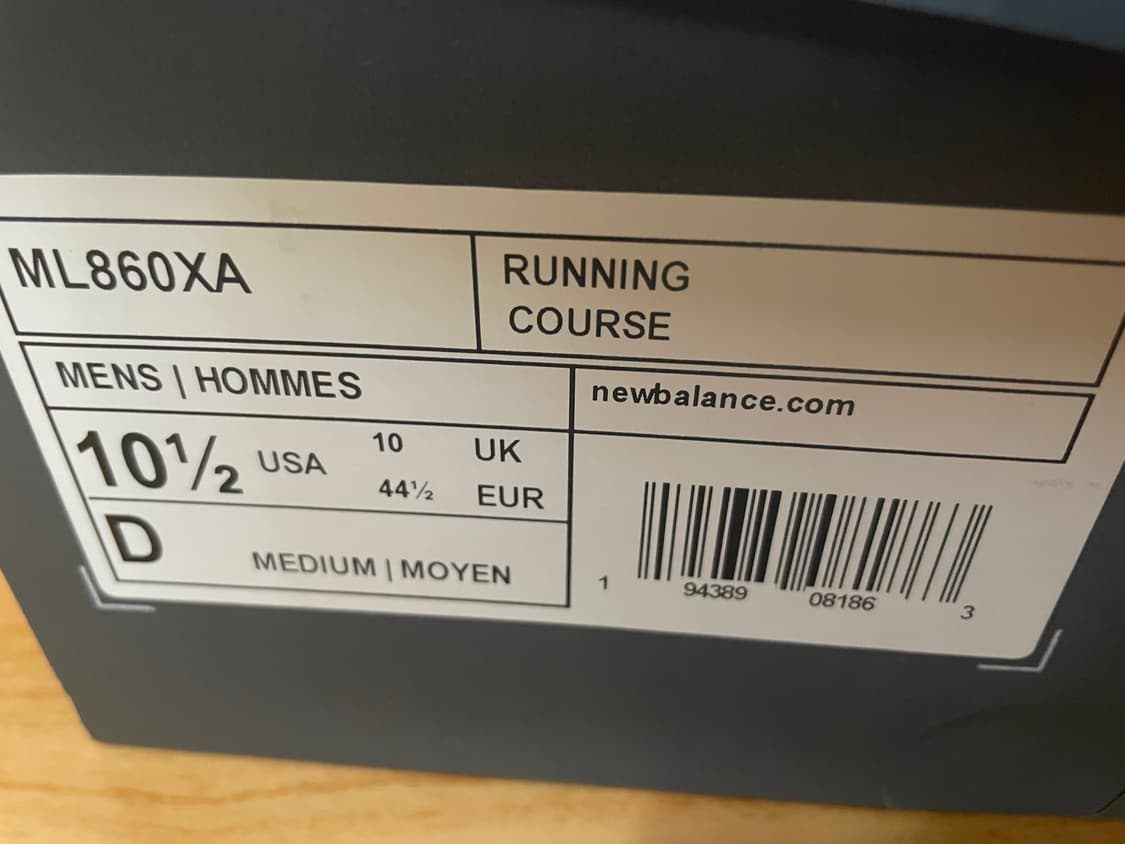 ML860XA
RUNNING
COURSE
MENS | HOMMES
newbalance.com
10½ USA
10 UK
44½ EUR
D
MEDIUM | MOYEN
1 94389 08186 3